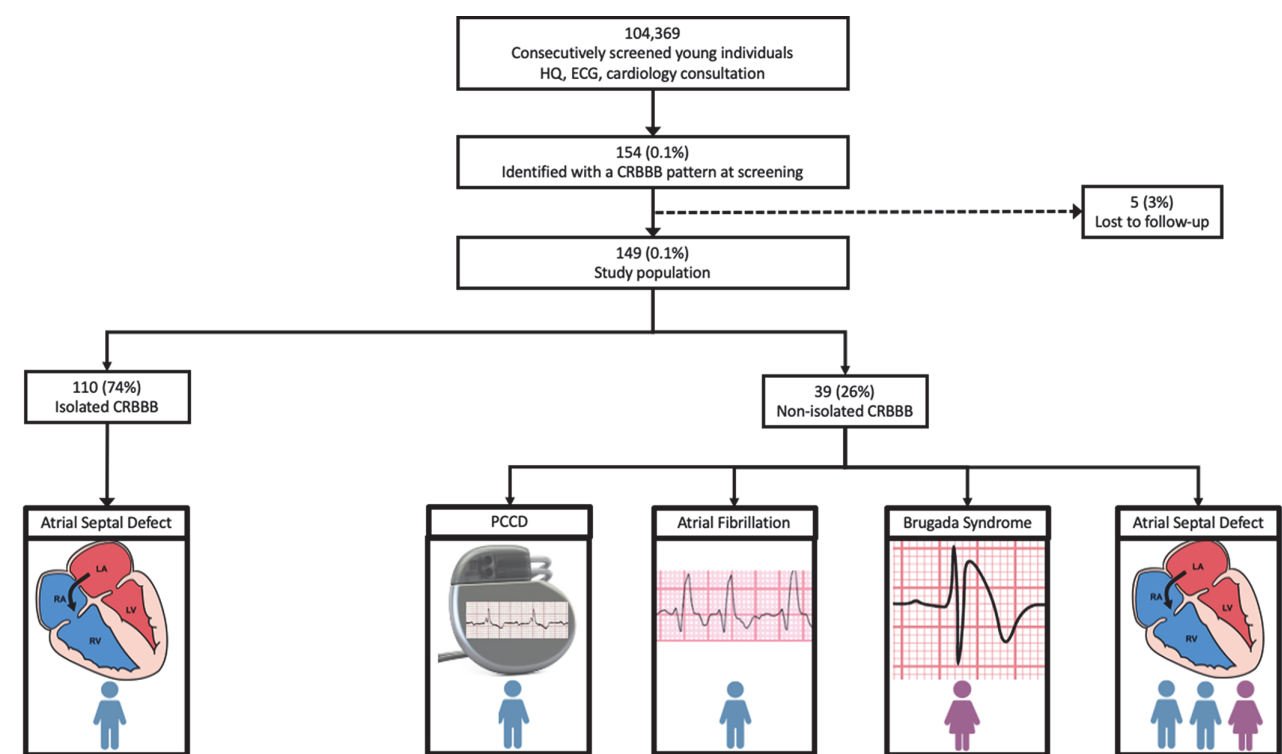 104,369
Consecutively screened young individuals
HQ, ECG, cardiology consultation
154 (0.1%)
Identified with a CRBBB pattern at screening
5 (3%)
Lost to follow-up
149 (0.1%)
Study population
110 (74%)
Isolated CRBBB
39 (26%)
Non-isolated CRBBB
Atrial Septal Defect
PCCD
Atrial Fibrillation
Brugada Syndrome
Atrial Septal Defect
LA
RA
LV
RV
LA
RA
LV
RV